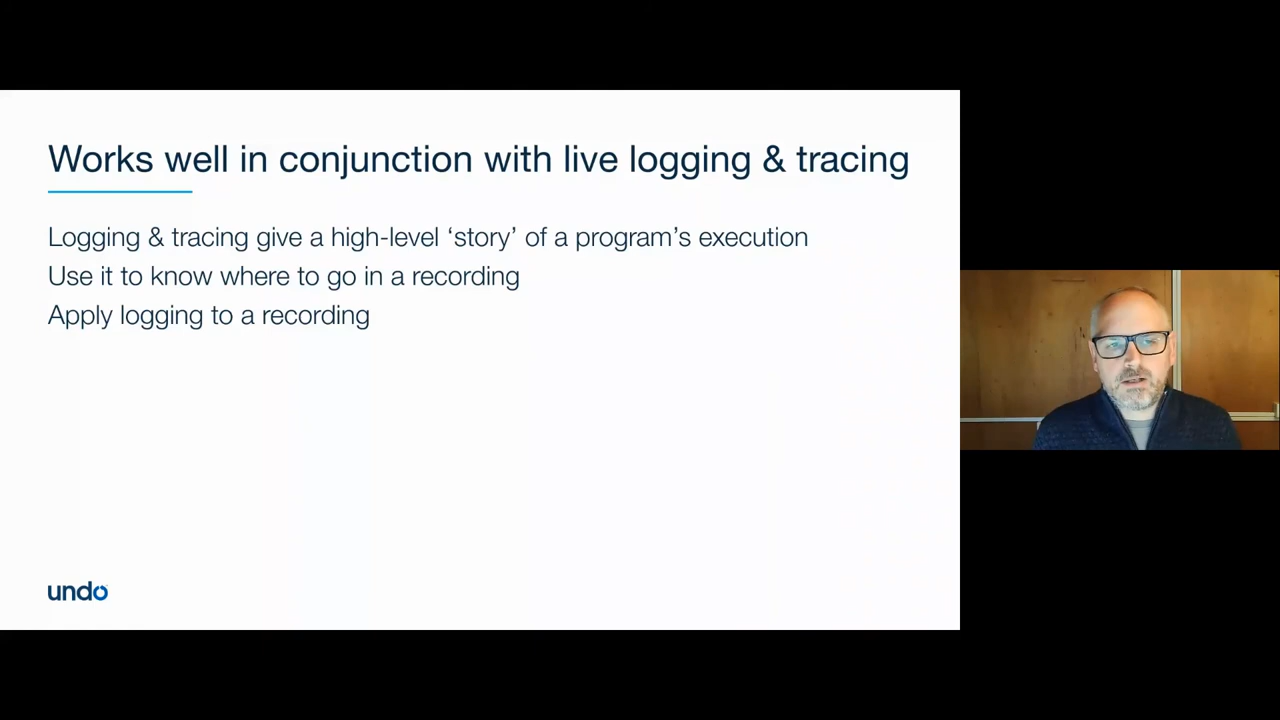 Works well in conjunction with live logging & tracing
Logging & tracing give a high-level ‘story’ of a program’s execution
Use it to know where to go in a recording
Apply logging to a recording
undo